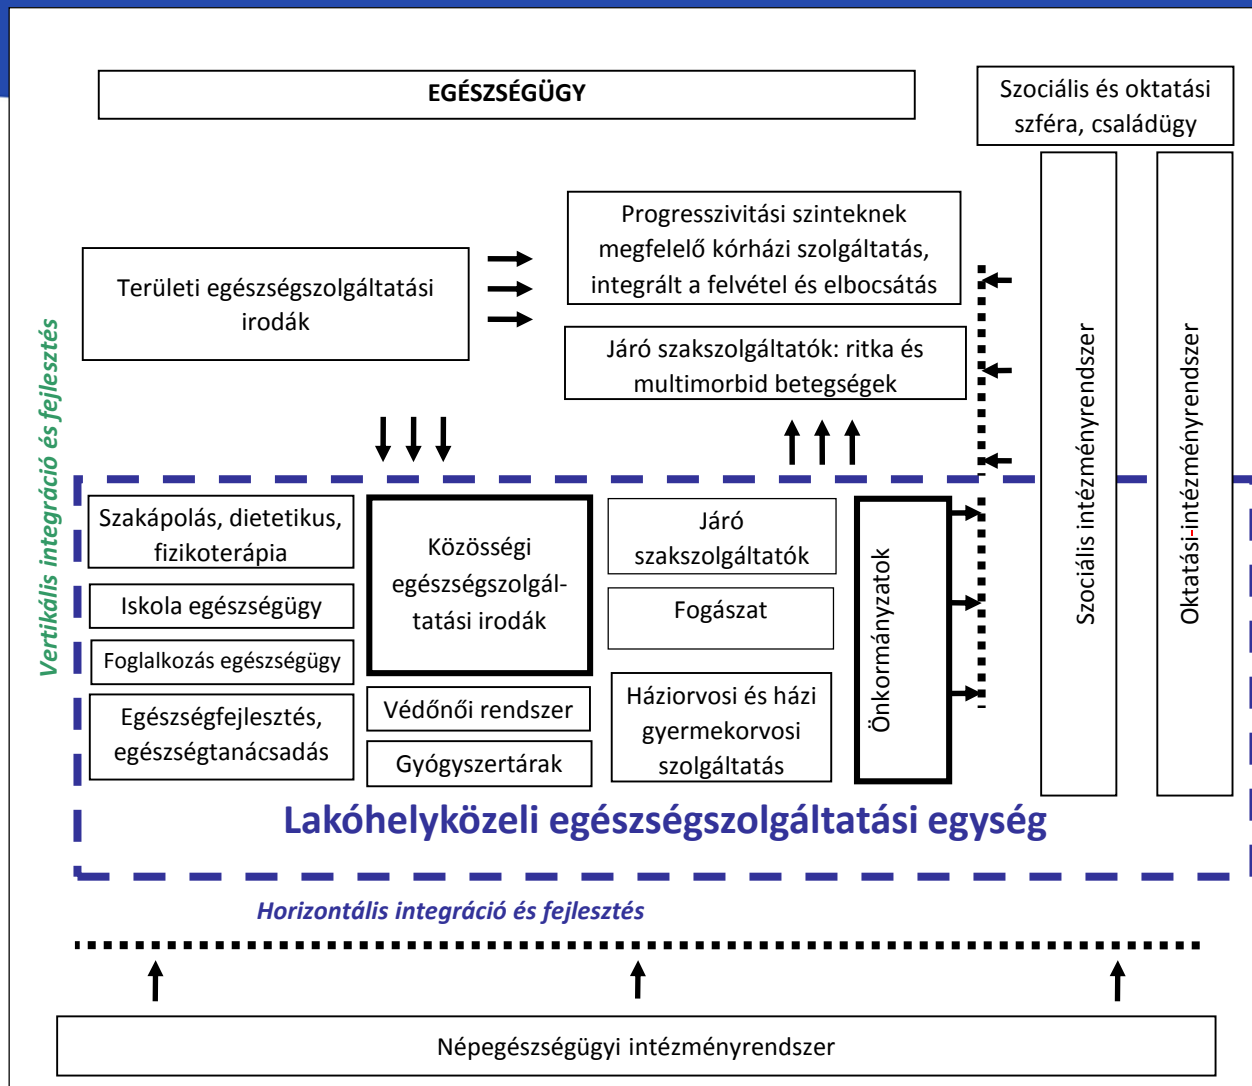 EGÉSZSÉGÜGY
Szociális és oktatási
szféra, családügy
Területi egészségszolgáltatási
irodák
Progresszivitási szinteknek
megfelelő kórházi szolgáltatás,
integrált a felvétel és elbocsátás
Járó szakszolgáltatók: ritka és
multimorbid betegségek
Szociális intézményrendszer
Oktatási-intézményrendszer
Vertikális integráció és fejlesztés
Szakápolás, dietetikus,
fizikoterápia
Iskola egészségügy
Foglalkozás egészségügy
Egészségfejlesztés,
egészségtanácsadás
Közösségi
egészségszolgál-
tatási irodák
Védőnői rendszer
Gyógyszertárak
Járó
szakszolgáltatók
Fogászat
Háziorvosi és házi
gyermekorvosi
szolgáltatás
Önkormányzatok
Lakóhelyközeli egészségszolgáltatási egység
Horizontális integráció és fejlesztés
Népegészségügyi intézményrendszer